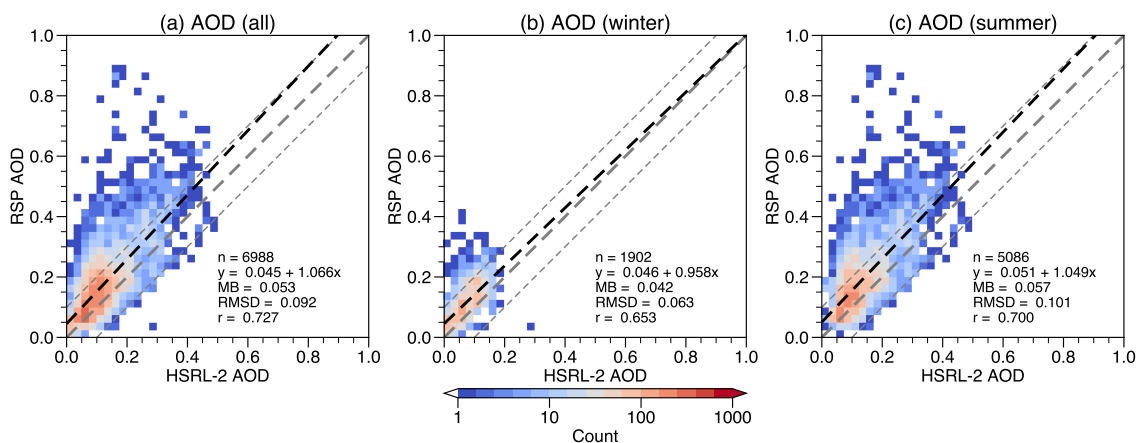 (a) AOD (all)
1.0
0.8
0.6
0.4
0.2
0.0
RSP AOD
n = 6988
y = 0.045 + 1.066x
MB = 0.053
RMSD = 0.092
r = 0.727
0.0 0.2 0.4 0.6 0.8 1.0
HSRL-2 AOD
(b) AOD (winter)
1.0
0.8
0.6
0.4
0.2
0.0
RSP AOD
n = 1902
y = 0.046 + 0.958x
MB = 0.042
RMSD = 0.063
r = 0.653
0.0 0.2 0.4 0.6 0.8 1.0
HSRL-2 AOD
(c) AOD (summer)
1.0
0.8
0.6
0.4
0.2
0.0
RSP AOD
n = 5086
y = 0.051 + 1.049x
MB = 0.057
RMSD = 0.101
r = 0.700
0.0 0.2 0.4 0.6 0.8 1.0
HSRL-2 AOD
1 10 100 1000
Count